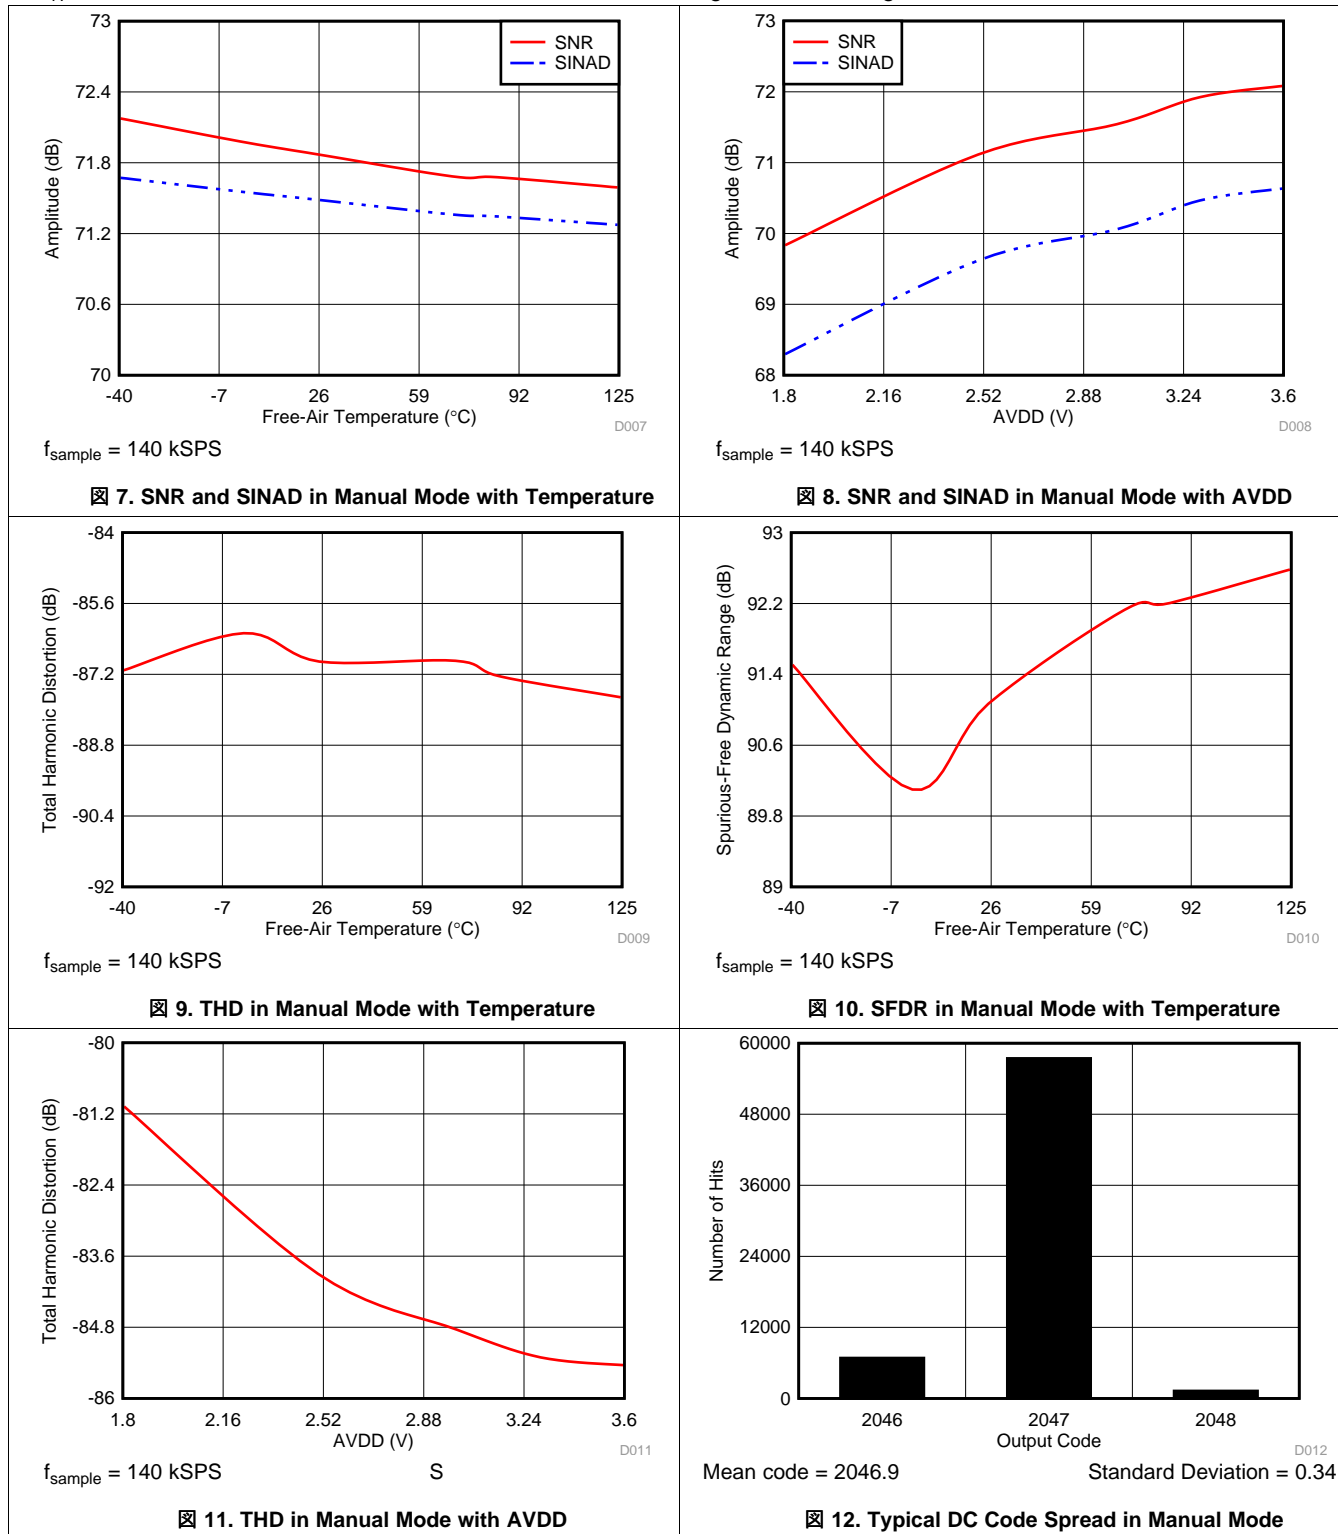 73
72.4
71.8
71.2
70.6
70
Amplitude (dB)
SNR
SINAD
-40 -7 26 59 92 125
Free-Air Temperature (°C)
D007
fsample = 140 kSPS
図 7. SNR and SINAD in Manual Mode with Temperature
73
72
71
70
69
68
Amplitude (dB)
SNR
SINAD
1.8 2.16 2.52 2.88 3.24 3.6
AVDD (V)
D008
fsample = 140 kSPS
図 8. SNR and SINAD in Manual Mode with AVDD
-84
-85.6
-87.2
-88.8
-90.4
-92
Total Harmonic Distortion (dB)
-40 -7 26 59 92 125
Free-Air Temperature (°C)
D009
fsample = 140 kSPS
図 9. THD in Manual Mode with Temperature
93
92.2
91.4
90.6
89.8
89
Spurious-Free Dynamic Range (dB)
-40 -7 26 59 92 125
Free-Air Temperature (°C)
D010
fsample = 140 kSPS
図 10. SFDR in Manual Mode with Temperature
-80
-81.2
-82.4
-83.6
-84.8
-86
Total Harmonic Distortion (dB)
1.8 2.16 2.52 2.88 3.24 3.6
AVDD (V)
D011
fsample = 140 kSPS S
図 11. THD in Manual Mode with AVDD
60000
48000
36000
24000
12000
0
Number of Hits
2046 2047 2048
Output Code
D012
Mean code = 2046.9 Standard Deviation = 0.34
図 12. Typical DC Code Spread in Manual Mode